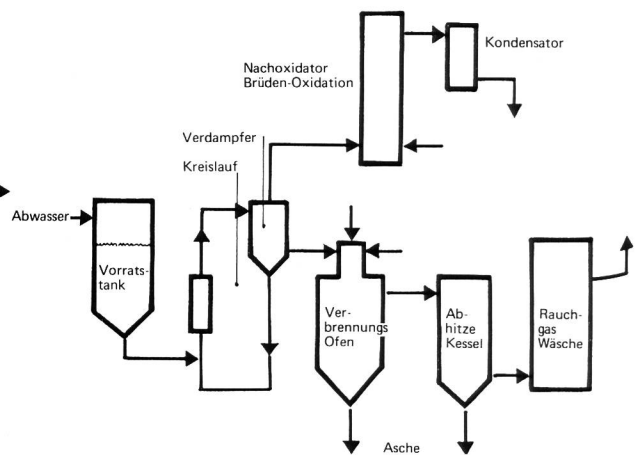 Kondensator
Nachoxidator
Brüden-Oxidation
Verdampfer
Kreislauf
Abwasser
Vorrats-
tank
Ver-
brennungs
Ofen
Ab-
hitze
Kessel
Rauch-
gas
Wäsche
Asche